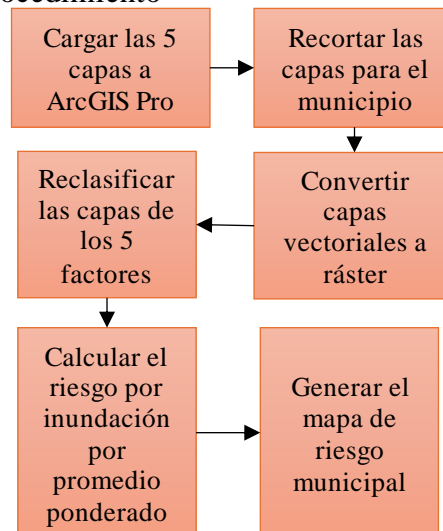 Cargar las 5
capas a
ArcGIS Pro
Recortar las
capas para el
municipio
Convertir
capas
vectoriales a
ráster
Reclasificar
las capas de
los 5
factores
Calcular el
riesgo por
inundación
por
promedio
ponderado
Generar el
mapa de
riesgo
municipal